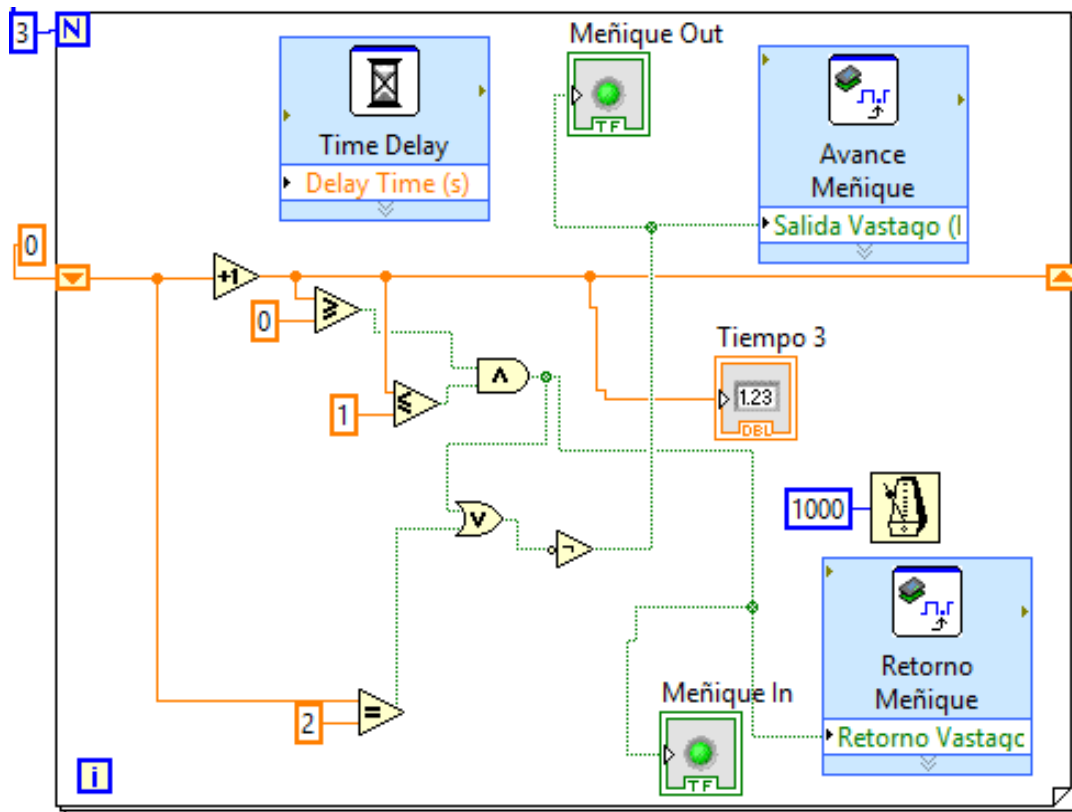 3
N
Meñique Out
TF
Time Delay
Delay Time (s)
Avance
Meñique
Salida Vastago (I
0
+1
≥
0
∧
≤
1
Tiempo 3
1.23
DBL
∨
¬
1000
Meñique In
TF
Retorno
Meñique
Retorno Vastagc
=
2
i